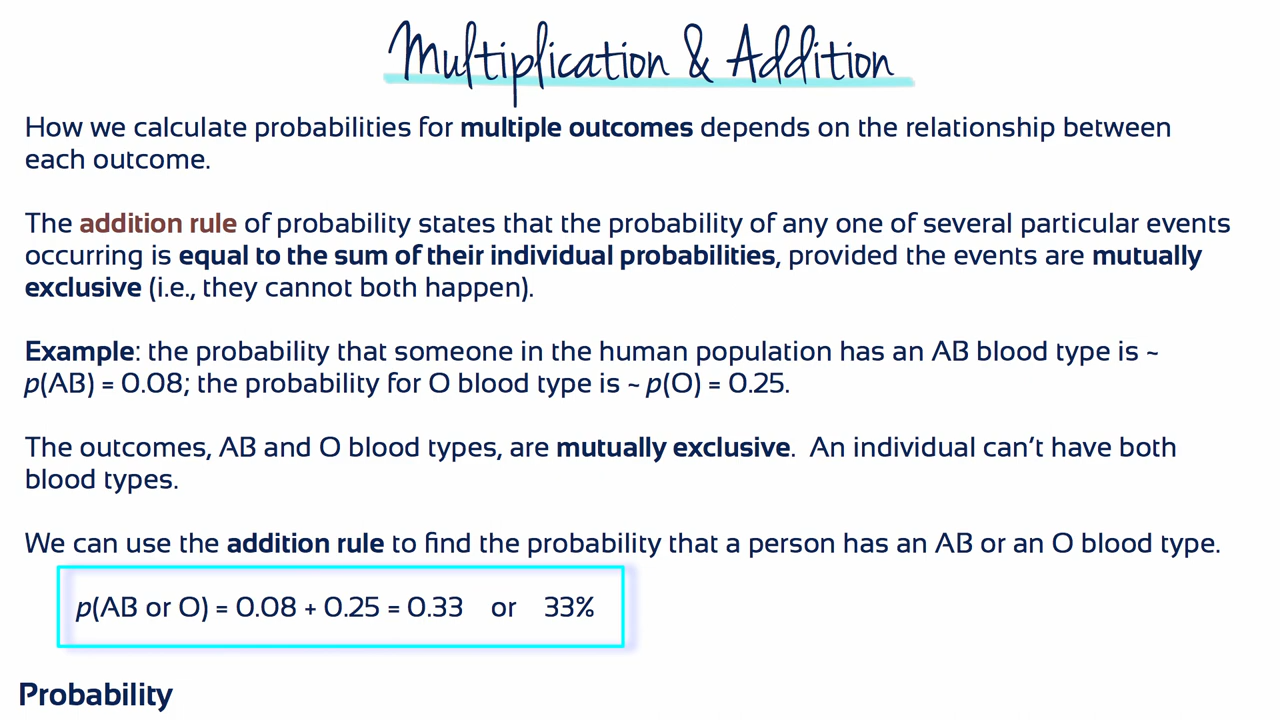 Multiplication & Addition
How we calculate probabilities for multiple outcomes depends on the relationship between
each outcome.
The addition rule of probability states that the probability of any one of several particular events
occurring is equal to the sum of their individual probabilities, provided the events are mutually
exclusive (i.e., they cannot both happen).
Example: the probability that someone in the human population has an AB blood type is ~
p(AB) = 0.08; the probability for O blood type is ~ p(O) = 0.25.
The outcomes, AB and O blood types, are mutually exclusive.  An individual can't have both
blood types.
We can use the addition rule to find the probability that a person has an AB or an O blood type.
p(AB or O) = 0.08 + 0.25 = 0.33 or 33%
Probability